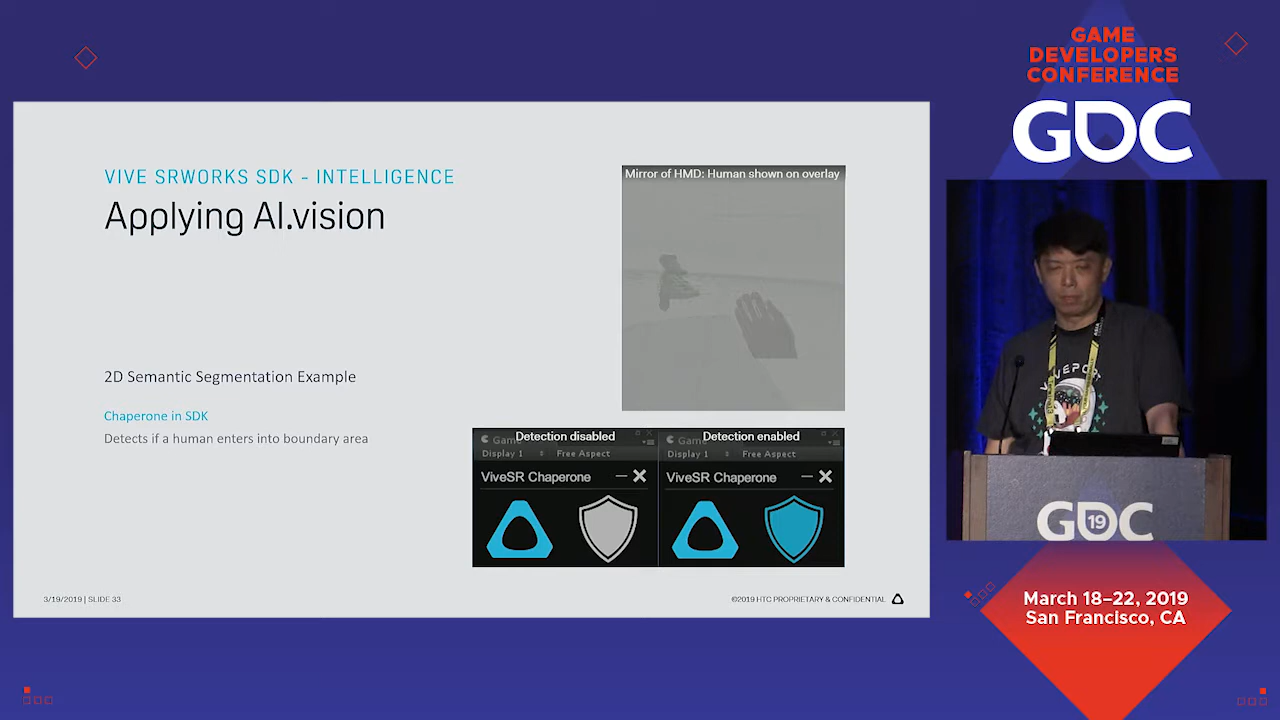 GAME
DEVELOPERS
CONFERENCE
GDC
VIVE SRWORKS SDK - INTELLIGENCE
Applying AI.vision
Mirror of HMD: Human shown on overlay
2D Semantic Segmentation Example
Chaperone in SDK
Detects if a human enters into boundary area
Detection disabled
Game
Display 1
Free Aspect
ViveSR Chaperone
Detection enabled
Game
Display 1
Free Aspect
ViveSR Chaperone
3/19/2019 | SLIDE 33
©2019 HTC PROPRIETARY & CONFIDENTIAL
VIVEPORT
GDC
19
March 18–22, 2019
San Francisco, CA